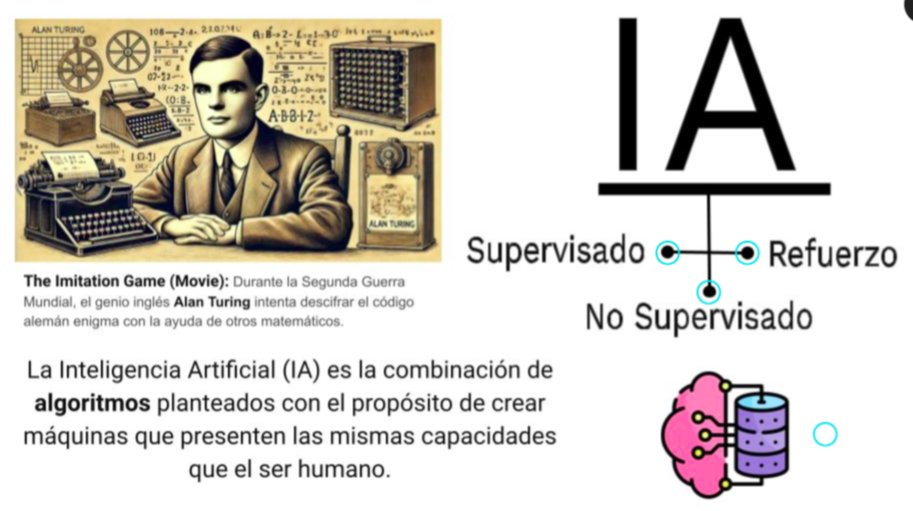 ALAN TURING
ALAN TURING
The Imitation Game (Movie): Durante la Segunda Guerra
Mundial, el genio inglés Alan Turing intenta descifrar el código
alemán enigma con la ayuda de otros matemáticos.
La Inteligencia Artificial (IA) es la combinación de
algoritmos planteados con el propósito de crear
máquinas que presenten las mismas capacidades
que el ser humano.
IA
Supervisado
Refuerzo
No Supervisado